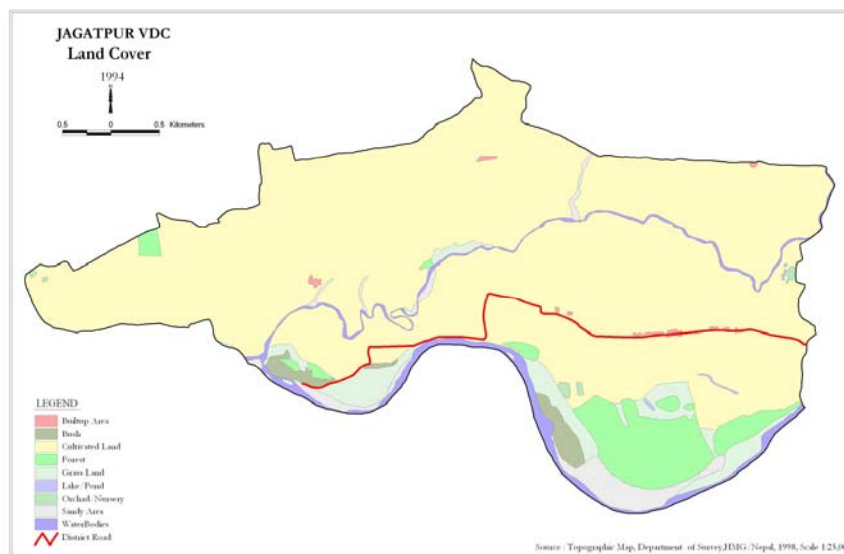 JAGATPUR VDC
Land Cover
1994
0.5 0 0.5 Kilometers
LEGEND
Builtup Area
Bush
Cultivated Land
Forest
Grass Land
Lake/Pond
Orchad/Nursery
Sandy Area
WaterBodies
District Road
Source : Topographic Map, Department of Survey,HMG/Nepal, 1998, Scale 1:25,00